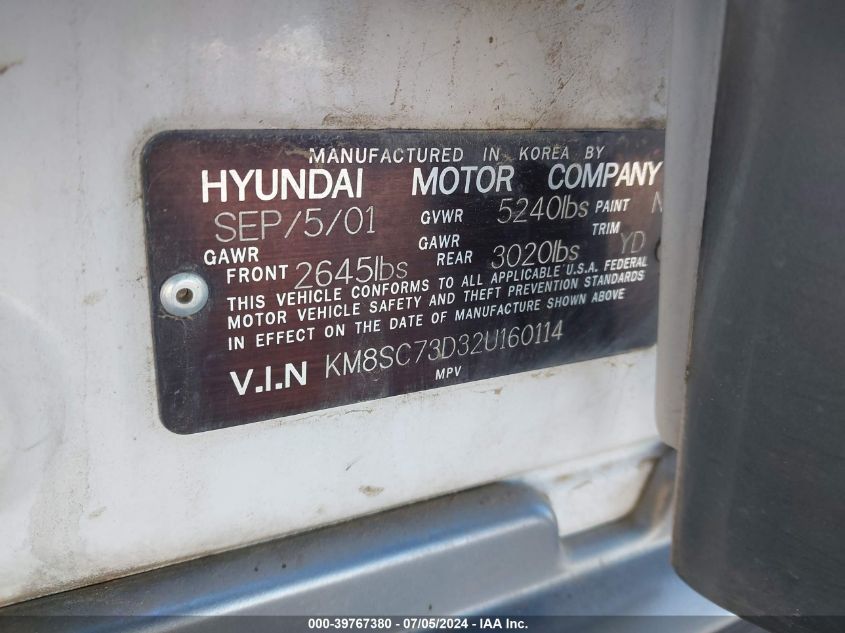 MANUFACTURED IN KOREA BY
HYUNDAI MOTOR COMPANY
SEP/5/01 GVWR 5240lbs PAINT N
GAWR FRONT 2645lbs GAWR REAR 3020lbs TRIM YD
THIS VEHICLE CONFORMS TO ALL APPLICABLE U.S.A. FEDERAL
MOTOR VEHICLE SAFETY AND THEFT PREVENTION STANDARDS
IN EFFECT ON THE DATE OF MANUFACTURE SHOWN ABOVE
V.I.N KM8SC73D32U160114
MPV
000-39767380 - 07/05/2024 - IAA Inc.